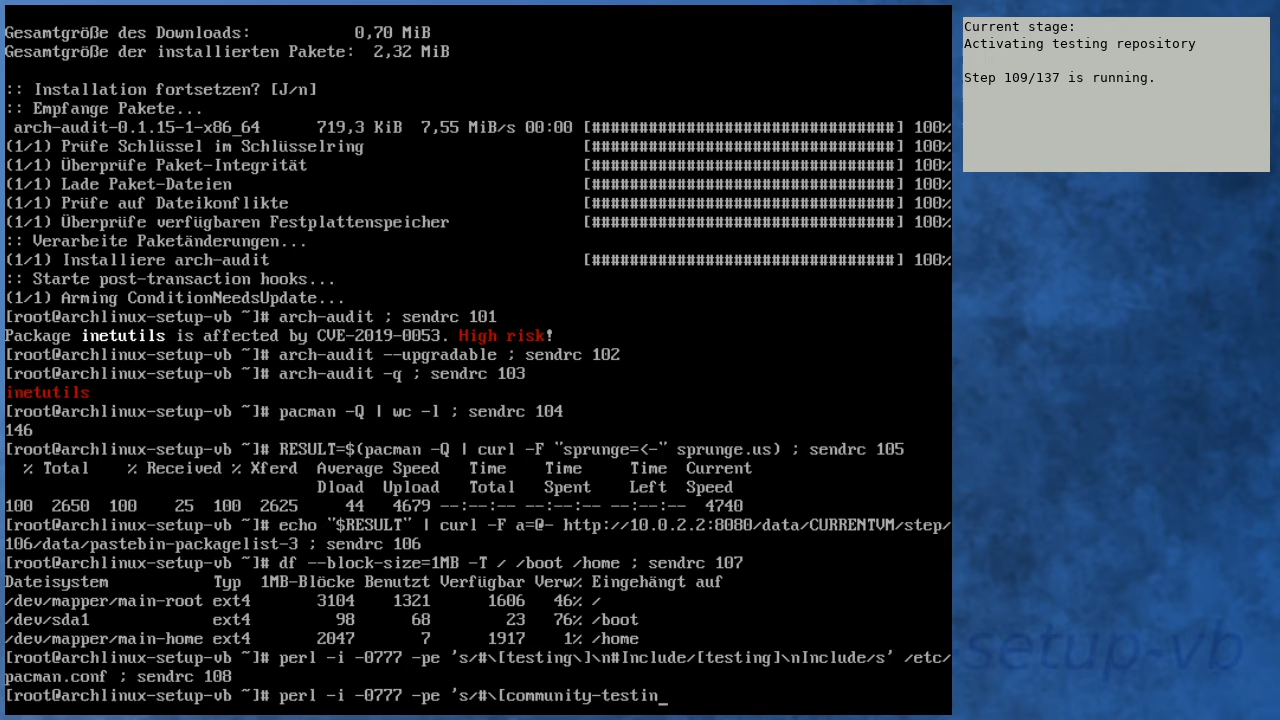 Gesamtgröße des Downloads:           0,70 MiB
Gesamtgröße der installierten Pakete:  2,32 MiB
:: Installation fortsetzen? [J/n]
:: Empfange Pakete...
 arch-audit-0.1.15-1-x86_64      719,3 KiB  7,55 MiB/s 00:00 [################################] 100%
(1/1) Prüfe Schlüssel im Schlüsselring                       [################################] 100%
(1/1) Überprüfe Paket-Integrität                             [################################] 100%
(1/1) Lade Paket-Dateien                                     [################################] 100%
(1/1) Prüfe auf Dateikonflikte                               [################################] 100%
(1/1) Überprüfe verfügbaren Festplattenspeicher              [################################] 100%
:: Verarbeite Paketänderungen...
(1/1) Installiere arch-audit                                 [################################] 100%
:: Starte post-transaction hooks...
(1/1) Arming ConditionNeedsUpdate...
[root@archlinux-setup-vb ~]# arch-audit ; sendrc 101
Package inetutils is affected by CVE-2019-0053. High risk!
[root@archlinux-setup-vb ~]# arch-audit --upgradable ; sendrc 102
[root@archlinux-setup-vb ~]# arch-audit -q ; sendrc 103
inetutils
[root@archlinux-setup-vb ~]# pacman -Q | wc -l ; sendrc 104
146
[root@archlinux-setup-vb ~]# RESULT=$(pacman -Q | curl -F "sprunge=<-" sprunge.us) ; sendrc 105
  % Total    % Received % Xferd  Average Speed   Time    Time     Time  Current
                                 Dload  Upload   Total   Spent    Left  Speed
100  2650  100    25  100  2625     44   4679 --:--:-- --:--:-- --:--:--  4740
[root@archlinux-setup-vb ~]# echo "$RESULT" | curl -F a=@- http://10.0.2.2:8080/data/CURRENTVM/step/
106/data/pastebin-packagelist-3 ; sendrc 106
[root@archlinux-setup-vb ~]# df --block-size=1MB -T / /boot /home ; sendrc 107
Dateisystem           Typ  1MB-Blöcke Benutzt Verfügbar Verw% Eingehängt auf
/dev/mapper/main-root ext4       3104    1321      1606   46% /
/dev/sda1             ext4         98      68        23   76% /boot
/dev/mapper/main-home ext4       2047       7      1917    1% /home
[root@archlinux-setup-vb ~]# perl -i -0777 -pe 's/#\[testing\]\n#Include/[testing]\nInclude/s' /etc/
pacman.conf ; sendrc 108
[root@archlinux-setup-vb ~]# perl -i -0777 -pe 's/#\[community-testin_
Current stage:
Activating testing repository
Step 109/137 is running.
setup-vb